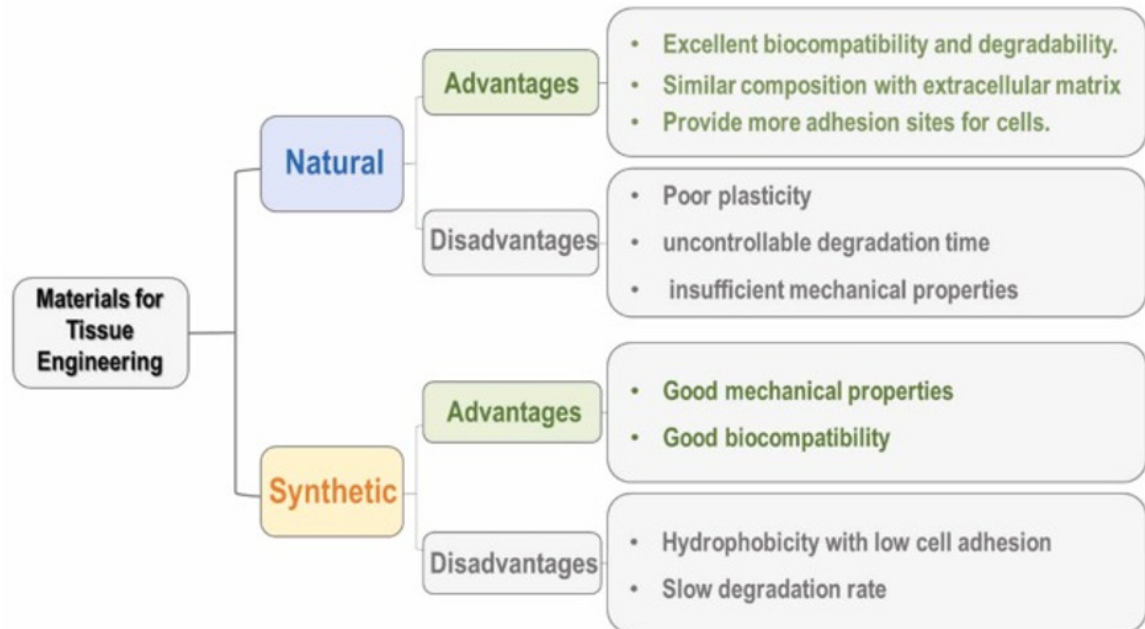 Materials for
Tissue
Engineering
Natural
Advantages
• Excellent biocompatibility and degradability.
• Similar composition with extracellular matrix
• Provide more adhesion sites for cells.
Disadvantages
• Poor plasticity
• uncontrollable degradation time
• insufficient mechanical properties
Synthetic
Advantages
• Good mechanical properties
• Good biocompatibility
Disadvantages
• Hydrophobicity with low cell adhesion
• Slow degradation rate